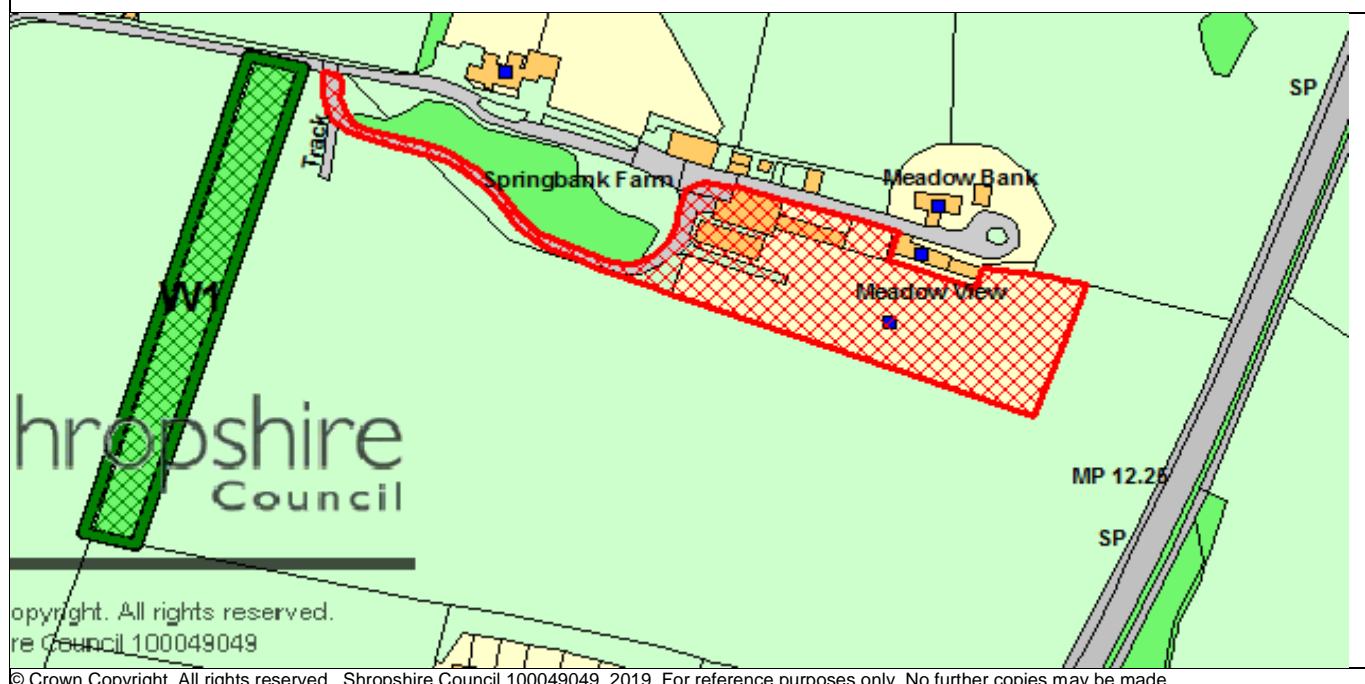 SP
Track
Springbank Farm
Meadow Bank
W1
Meadow View
hropshire
Council
MP 12.25
SP
opyright. All rights reserved.
re Council 100049049
© Crown Copyright. All rights reserved. Shropshire Council 100049049. 2019 For reference purposes only. No further copies may be made.